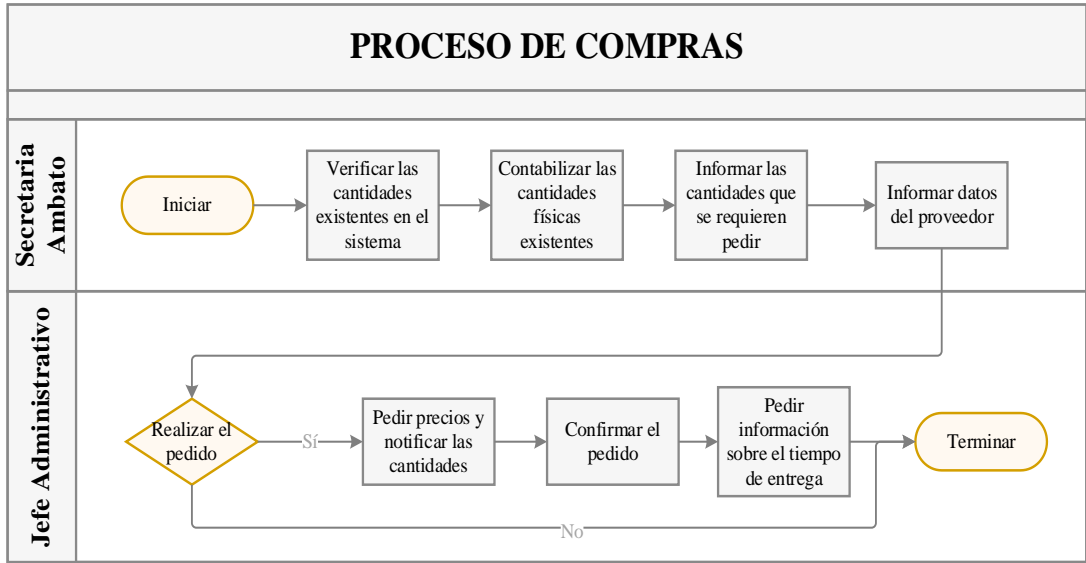 PROCESO DE COMPRAS
Secretaria
Ambato
Iniciar
Verificar las
cantidades
existentes en el
sistema
Contabilizar las
cantidades
físicas
existentes
Informar las
cantidades que
se requieren
pedir
Informar datos
del proveedor
Jefe Administrativo
Realizar el
pedido
Sí
Pedir precios y
notificar las
cantidades
Confirmar el
pedido
Pedir
información
sobre el tiempo
de entrega
Terminar
No